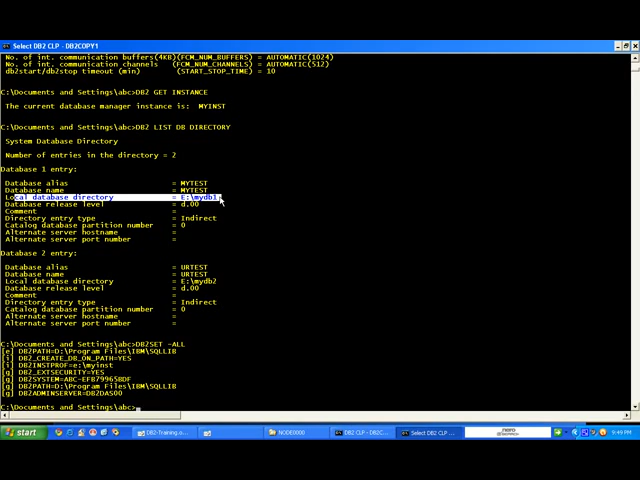 Select DB2 CLP - DB2COPY1
No. of int. communication buffers(4KB)(FCM_NUM_BUFFERS) = AUTOMATIC(1024)
No. of int. communication channels (FCM_NUM_CHANNELS) = AUTOMATIC(512)
db2start/db2stop timeout (min) (START_STOP_TIME) = 10
C:\Documents and Settings\abc>DB2 GET INSTANCE
The current database manager instance is: MYINST
C:\Documents and Settings\abc>DB2 LIST DB DIRECTORY
System Database Directory
Number of entries in the directory = 2
Database 1 entry:
Database alias = MYTEST
Database name = MYTEST
Local database directory = E:\mydb1
Database release level = d.00
Comment =
Directory entry type = Indirect
Catalog database partition number = 0
Alternate server hostname =
Alternate server port number =
Database 2 entry:
Database alias = URTEST
Database name = URTEST
Local database directory = E:\mydb2
Database release level = d.00
Comment =
Directory entry type = Indirect
Catalog database partition number = 0
Alternate server hostname =
Alternate server port number =
C:\Documents and Settings\abc>DB2SET -ALL
[e] DB2PATH=D:\Program Files\IBM\SQLLIB
[i] DB2_CREATE_DB_ON_PATH=YES
[i] DB2INSTPROF=e:\myinst
[g] DB2_EXTSECURITY=YES
[g] DB2SYSTEM=ABC-EFB799658DF
[g] DB2PATH=D:\Program Files\IBM\SQLLIB
[g] DB2ADMINSERVER=DB2DAS00
C:\Documents and Settings\abc>_
start DB2-Training.o... NODE0000 DB2 CLP - DB2C... Select DB2 CLP ... nero 9:49 PM